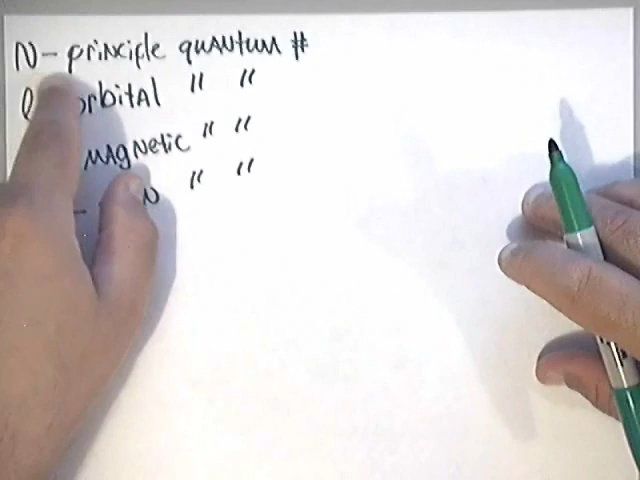 N - principle quantum #
l orbital " "
magnetic " "
- N " "